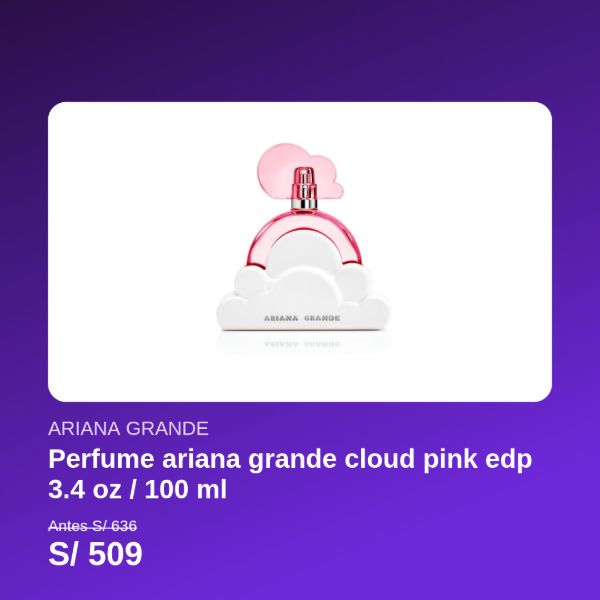 ARIANA GRANDE
ARIANA GRANDE
Perfume ariana grande cloud pink edp
3.4 oz / 100 ml
Antes S/ 636
S/ 509